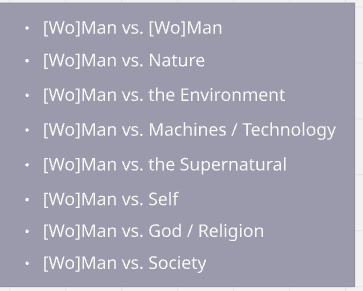 • [Wo]Man vs. [Wo]Man
• [Wo]Man vs. Nature
• [Wo]Man vs. the Environment
• [Wo]Man vs. Machines / Technology
• [Wo]Man vs. the Supernatural
• [Wo]Man vs. Self
• [Wo]Man vs. God / Religion
• [Wo]Man vs. Society